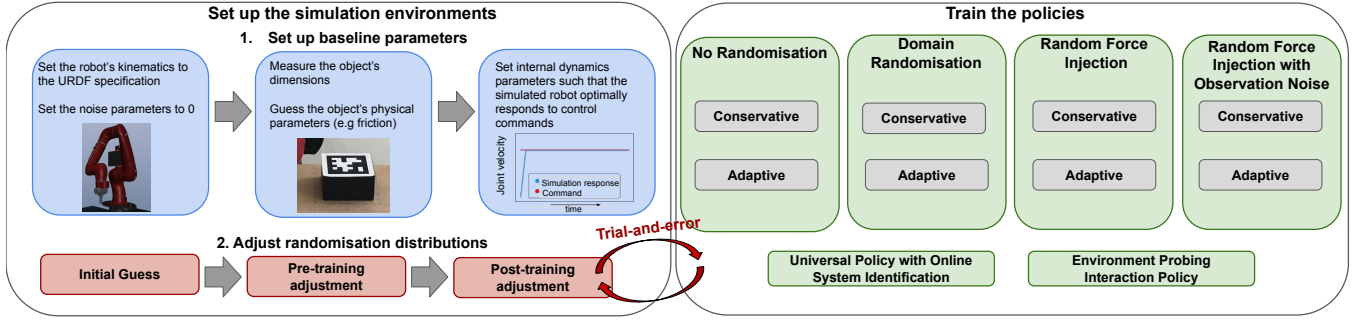 Set up the simulation environments
1. Set up baseline parameters
Set the robot's kinematics to
the URDF specification
Set the noise parameters to 0
Measure the object's
dimensions
Guess the object's physical
parameters (e.g friction)
Set internal dynamics
parameters such that the
simulated robot optimally
responds to control
commands
Joint velocity
Simulation response
Command
time
2. Adjust randomisation distributions
Initial Guess
Pre-training
adjustment
Post-training
adjustment
Trial-and-error
Train the policies
No Randomisation
Conservative
Adaptive
Domain
Randomisation
Conservative
Adaptive
Random Force
Injection
Conservative
Adaptive
Random Force
Injection with
Observation Noise
Conservative
Adaptive
Universal Policy with Online
System Identification
Environment Probing
Interaction Policy